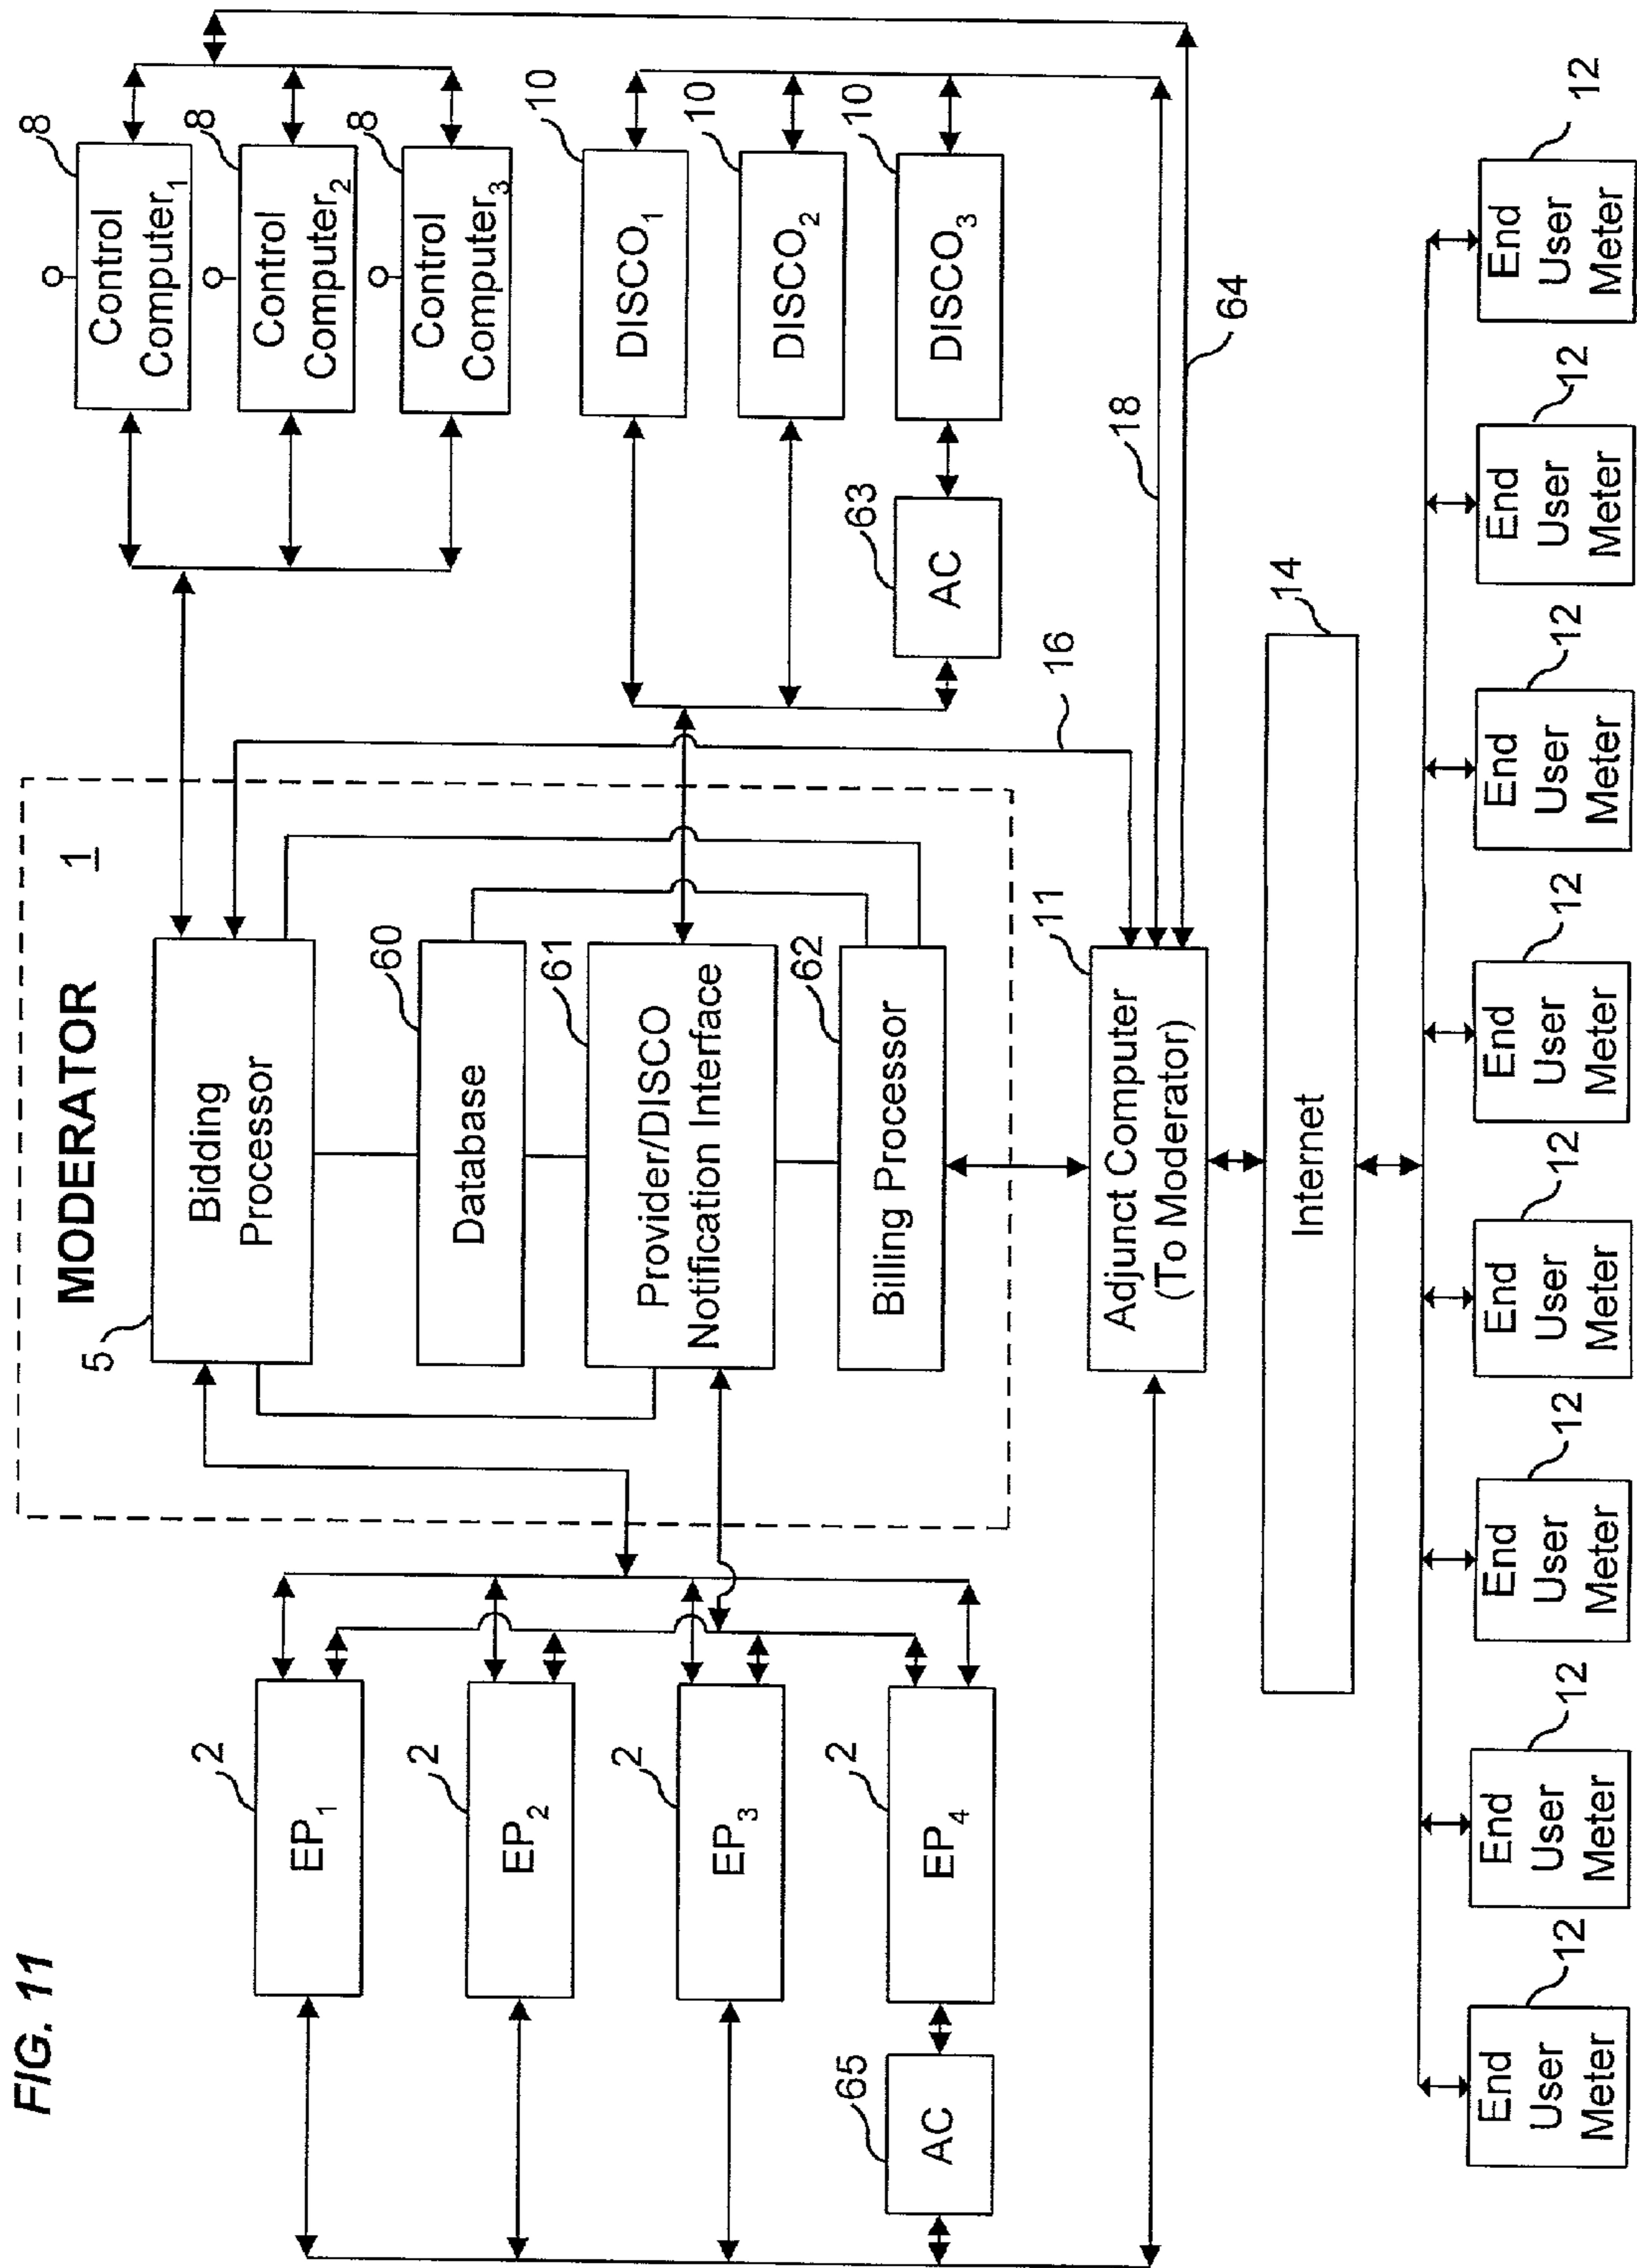 FIG. 11
MODERATOR 1
5
Bidding
Processor
60
Database
61
Provider/DISCO
Notification Interface
62
Billing Processor
2
EP1
2
EP2
2
EP3
2
EP4
65
AC
8
Control
Computer1
8
Control
Computer2
8
Control
Computer3
10
DISCO1
10
DISCO2
10
DISCO3
63
AC
16
18
64
11
Adjunct Computer
(To Moderator)
14
Internet
12
End
User
Meter
12
End
User
Meter
12
End
User
Meter
12
End
User
Meter
12
End
User
Meter
12
End
User
Meter
12
End
User
Meter
12
End
User
Meter